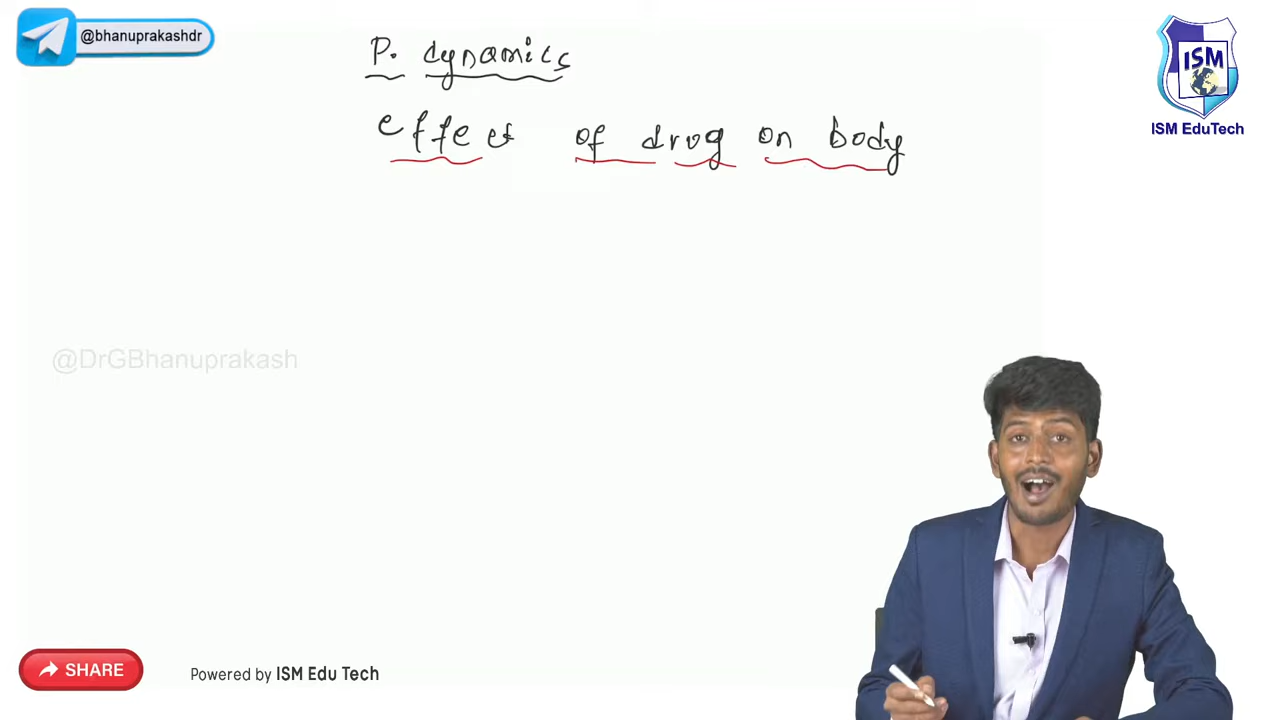 @bhanuprakashdr
P. dynamics
effect of drug on body
ISM
ISM EduTech
@DrGBhanuprakash
SHARE
Powered by ISM Edu Tech